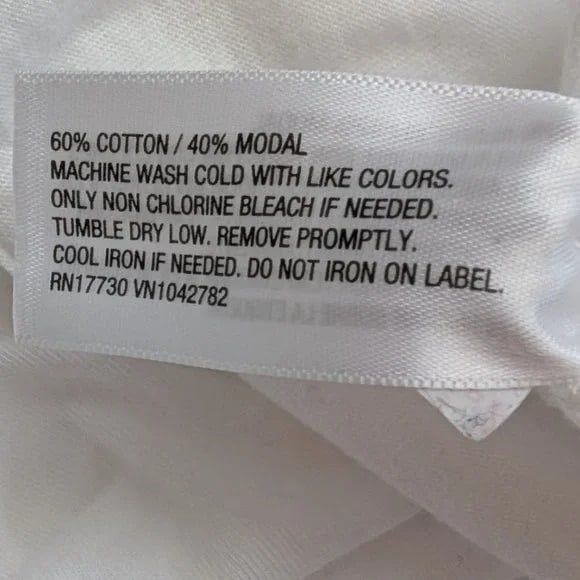 60% COTTON / 40% MODAL
MACHINE WASH COLD WITH LIKE COLORS.
ONLY NON CHLORINE BLEACH IF NEEDED.
TUMBLE DRY LOW. REMOVE PROMPTLY.
COOL IRON IF NEEDED. DO NOT IRON ON LABEL.
RN17730 VN1042782